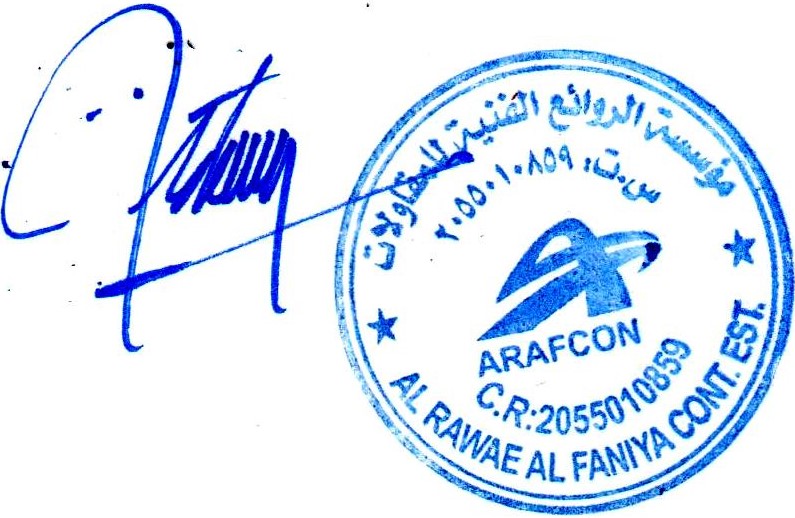 مؤسسة الروائع الفنية للمقاولات
س.ت: ٢٠٥٥٠١٠٨٥٩
ARAFCON
C.R:2055010859
AL RAWAE AL FANIYA CONT. EST.